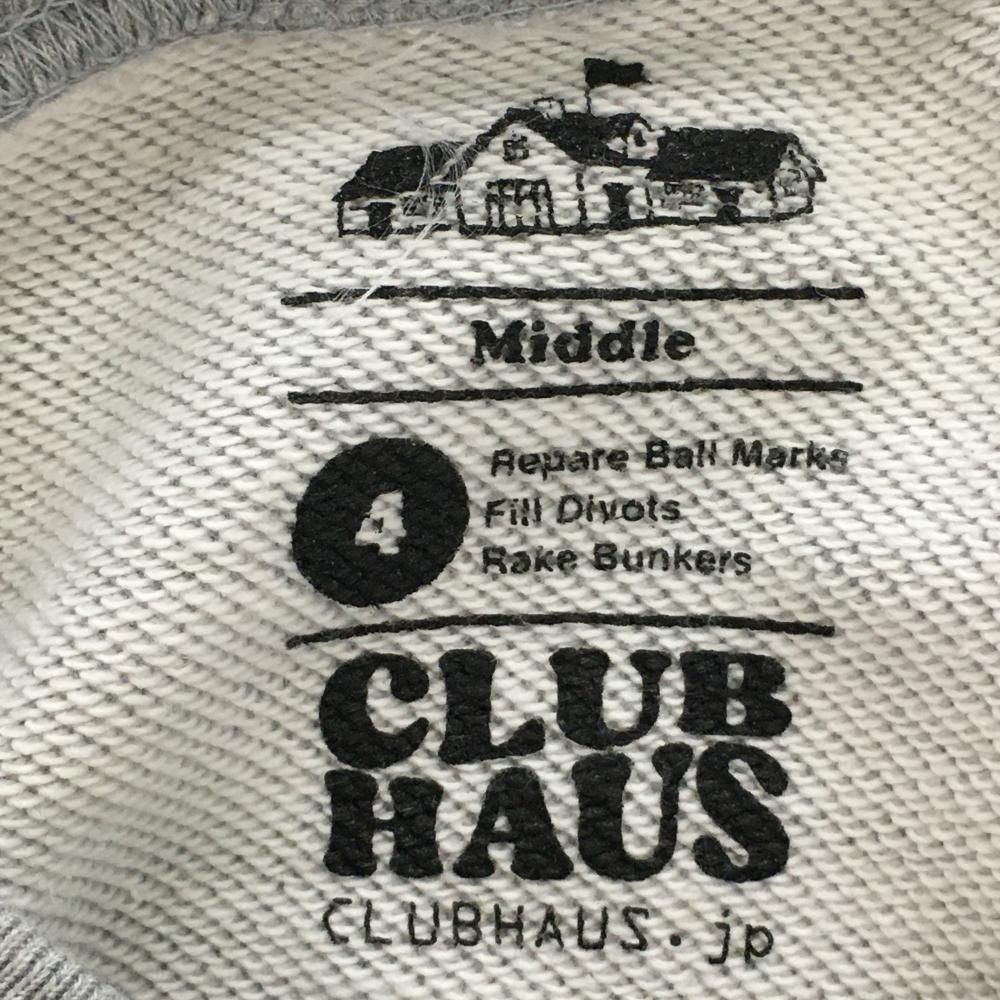 Middle
4
Repare Ball Marks
Fill Divots
Rake Bunkers
CLUB
HAUS
CLUBHAUS.jp